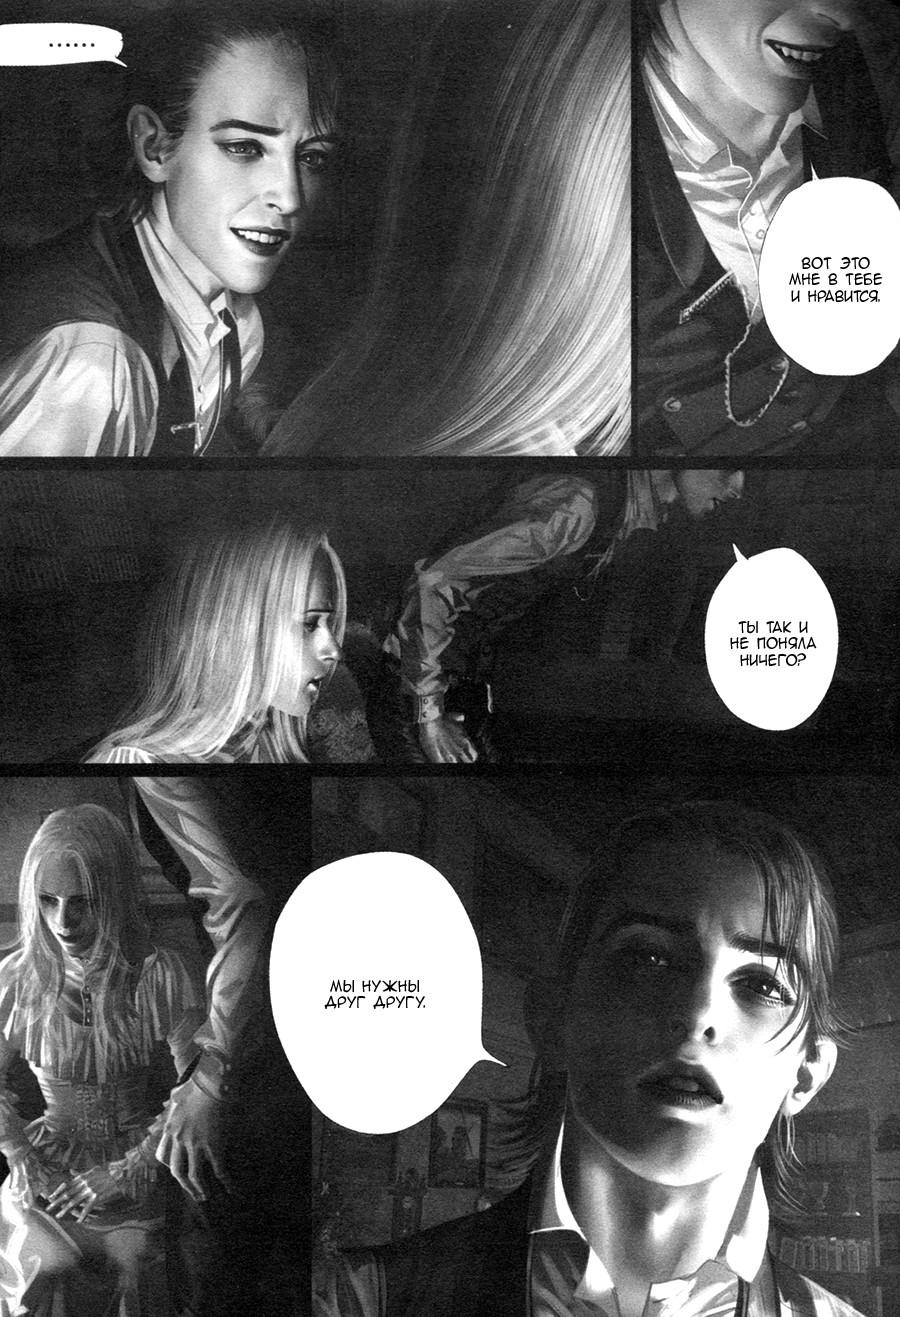 ......
ВОТ ЭТО
МНЕ В ТЕБЕ
И НРАВИТСЯ.
ТЫ ТАК И
НЕ ПОНЯЛА
НИЧЕГО?
МЫ НУЖНЫ
ДРУГ ДРУГУ.